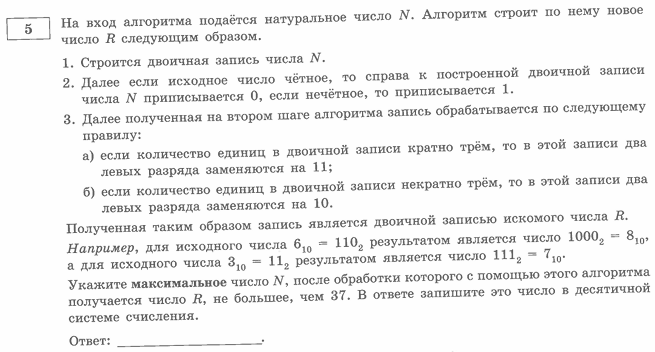 5
На вход алгоритма подаётся натуральное число N. Алгоритм строит по нему новое
число R следующим образом.
1. Строится двоичная запись числа N.
2. Далее если исходное число чётное, то справа к построенной двоичной записи
числа N приписывается 0, если нечётное, то приписывается 1.
3. Далее полученная на втором шаге алгоритма запись обрабатывается по следующему
правилу:
а) если количество единиц в двоичной записи кратно трём, то в этой записи два
левых разряда заменяются на 11;
б) если количество единиц в двоичной записи некратно трём, то в этой записи два
левых разряда заменяются на 10.
Полученная таким образом запись является двоичной записью искомого числа R.
Например, для исходного числа 6₁₀ = 110₂ результатом является число 1000₂ = 8₁₀,
а для исходного числа 3₁₀ = 11₂ результатом является число 111₂ = 7₁₀.
Укажите максимальное число N, после обработки которого с помощью этого алгоритма
получается число R, не большее, чем 37. В ответе запишите это число в десятичной
системе счисления.
Ответ: ____________________.